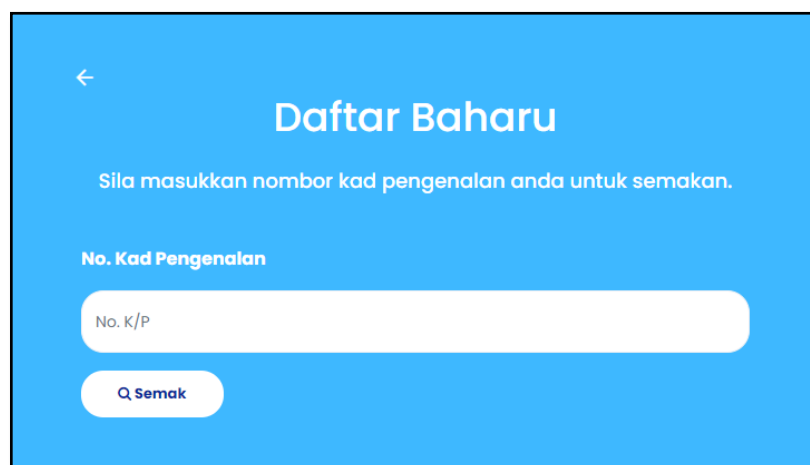 Daftar Baharu
Sila masukkan nombor kad pengenalan anda untuk semakan.
No. Kad Pengenalan
No. K/P
Semak